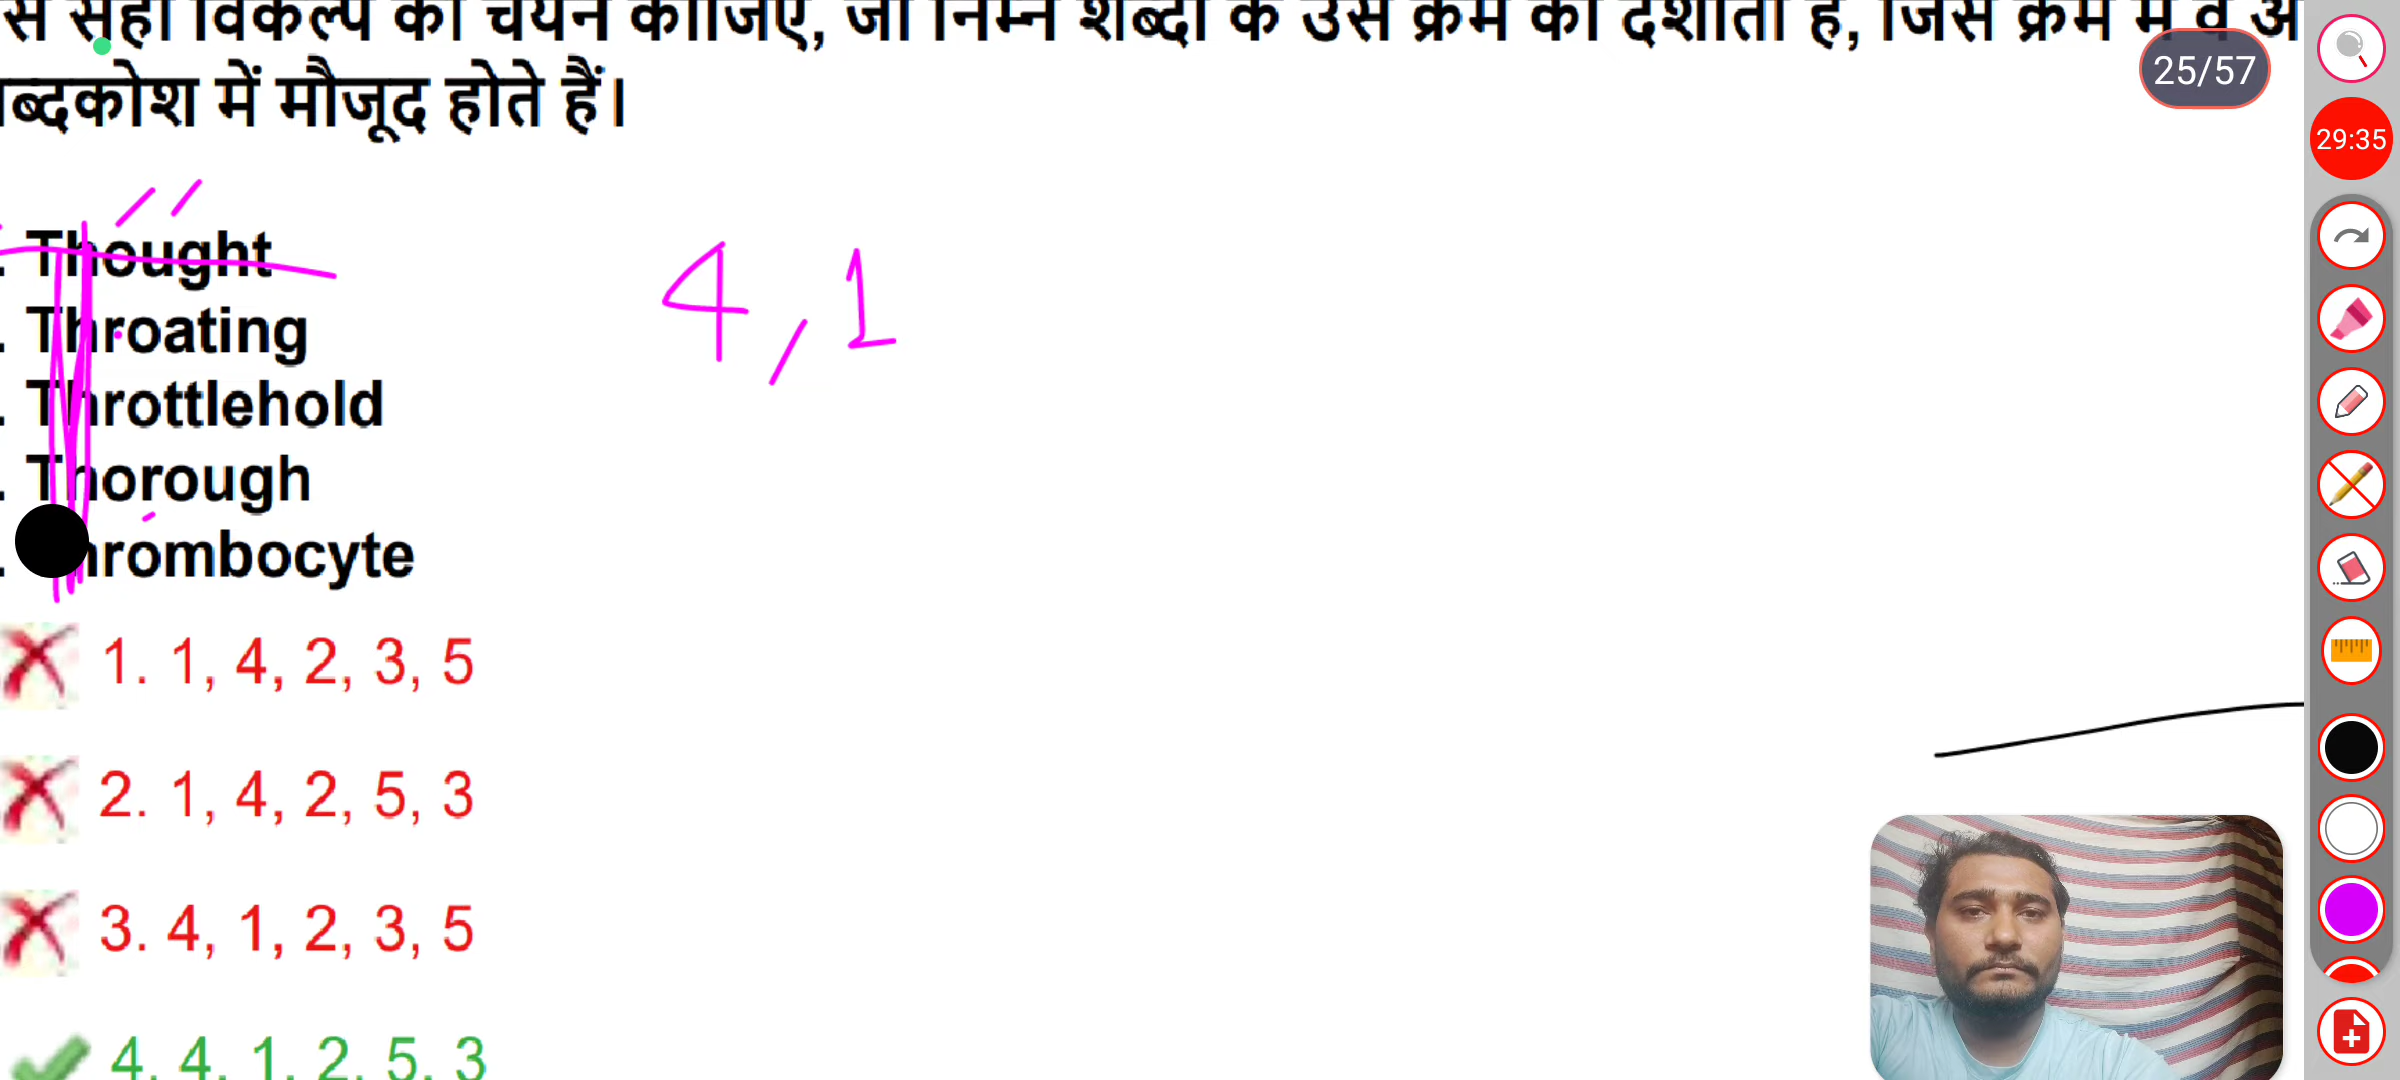 से सही विकल्प का चयन कीजिए, जो निम्न शब्दों के उस क्रम को दर्शाता है, जिस क्रम में वे
25/57
में मौजूद होते हैं।
29:35
. Thought
4, 1
. Throating
. Throttlehold
. Thorough
. hrombocyte
1. 1, 4, 2, 3, 5
2. 1, 4, 2, 5, 3
3. 4, 1, 2, 3, 5
4. 4, 1, 2, 5, 3